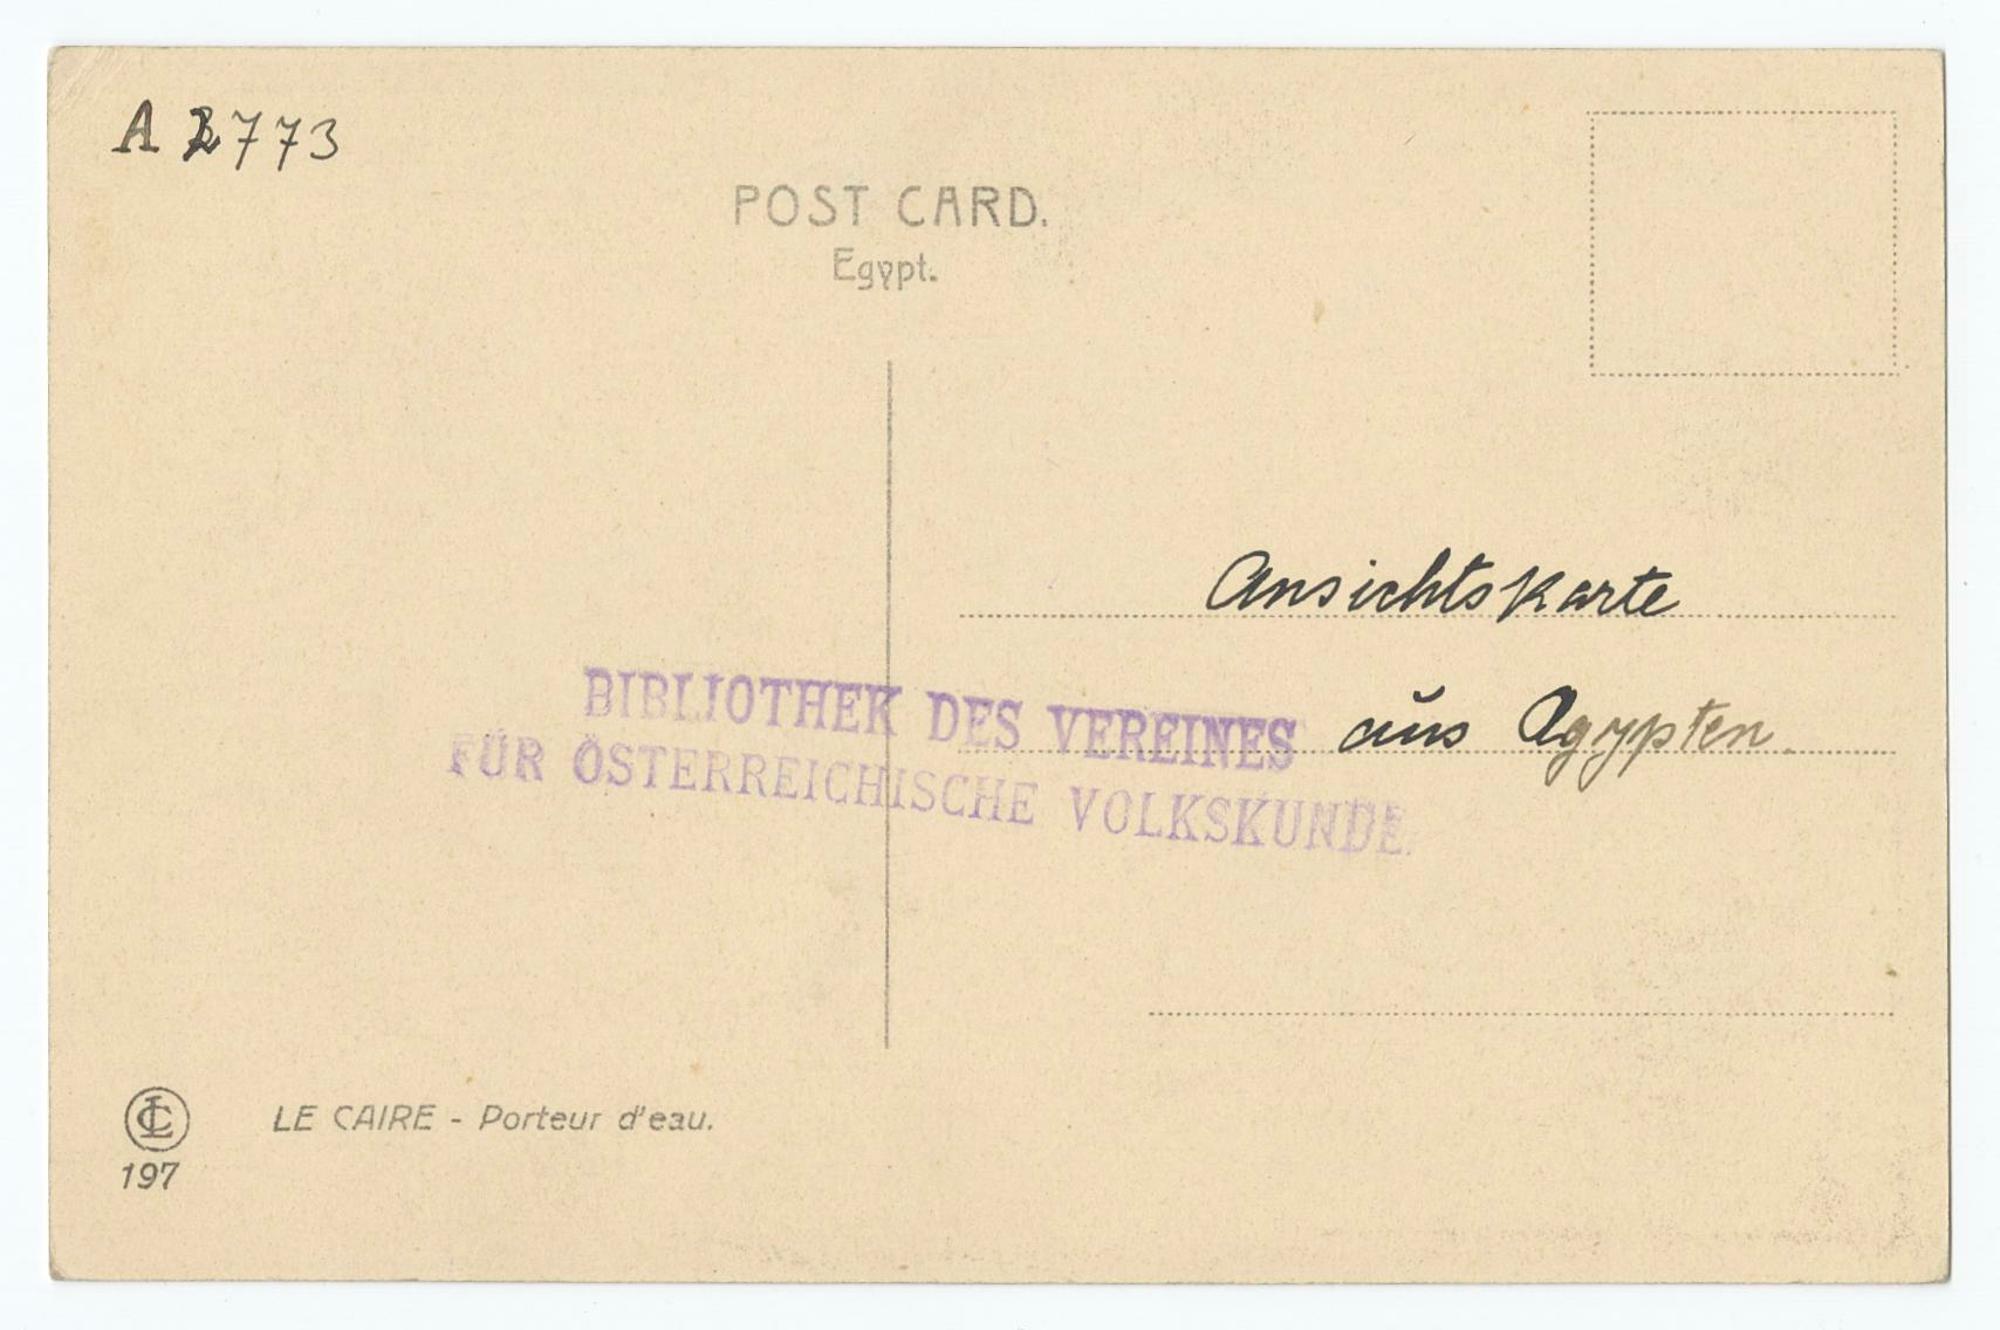 A 2773
POST CARD.
Egypt.
Ansichtskarte
aus Ägypten.
BIBLIOTHEK DES VEREINES
FÜR ÖSTERREICHISCHE VOLKSKUNDE.
LE CAIRE - Porteur d'eau.
197